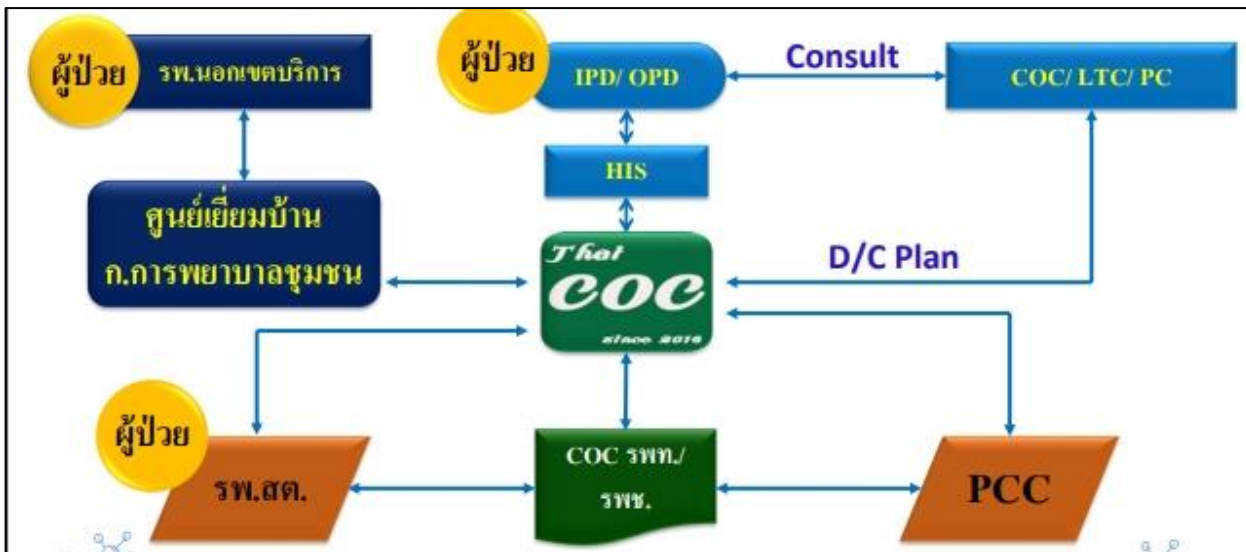 ผู้ป่วย
รพ.นอกเขตบริการ
ผู้ป่วย
IPD/ OPD
Consult
COC/ LTC/ PC
HIS
ศูนย์เยี่ยมบ้าน
ก.การพยาบาลชุมชน
Thai
COC
since 2016
D/C Plan
ผู้ป่วย
รพ.สต.
COC รพท./
รพช.
PCC